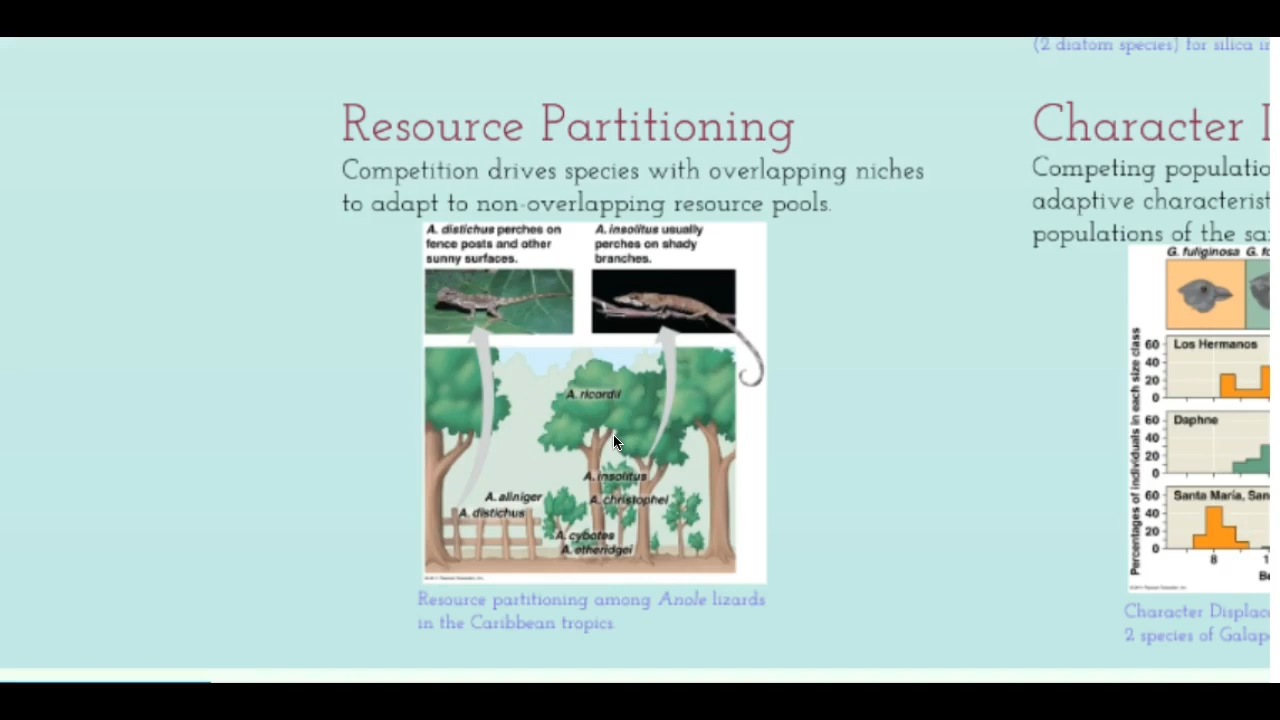 (2 diatom species) for silica in
Resource Partitioning
Competition drives species with overlapping niches
to adapt to non-overlapping resource pools.
A. distichus perches on
fence posts and other
sunny surfaces.
A. insolitus usually
perches on shady
branches.
A. ricordii
A. insolitus
A. aliniger
A. christophei
A. distichus
A. cybotes
A. etheridgei
Resource partitioning among Anole lizards
in the Caribbean tropics
Character
Competing populatio
adaptive characterist
populations of the sa
G. fuliginosa G. fo
Percentages of individuals in each size class
Los Hermanos
60
40
20
0
Daphne
60
40
20
0
Santa María, San
60
40
20
0
8
Be
Character Displac
2 species of Galap